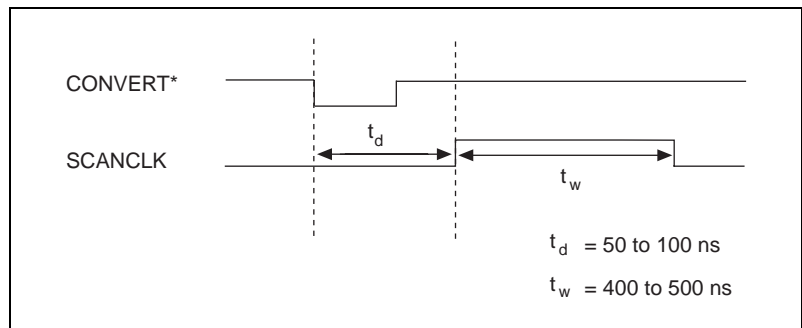 CONVERT*
t_d
SCANCLK
t_w
t_d = 50 to 100 ns
t_w = 400 to 500 ns